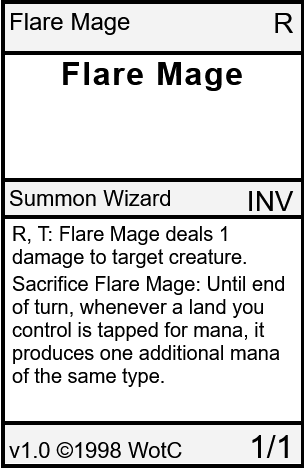 Flare Mage R
Flare Mage
Summon Wizard INV
R, T: Flare Mage deals 1
damage to target creature.
Sacrifice Flare Mage: Until end
of turn, whenever a land you
control is tapped for mana, it
produces one additional mana
of the same type.
v1.0 ©1998 WotC 1/1